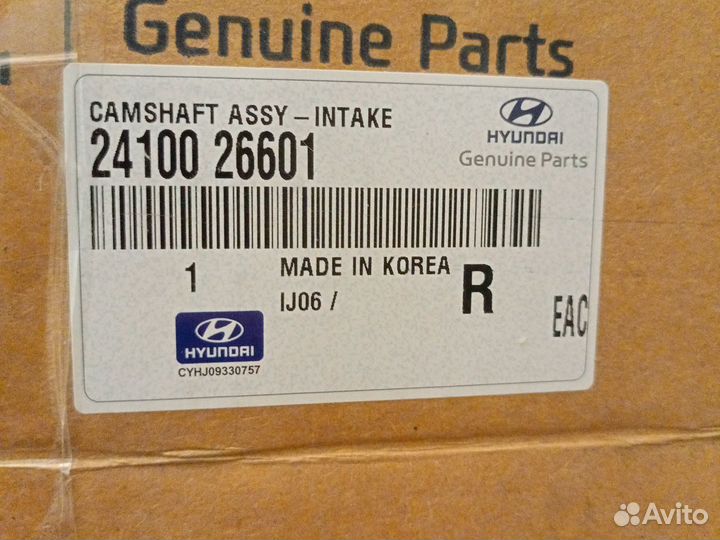 Genuine Parts
CAMSHAFT ASSY-INTAKE
24100 26601
HYUNDAI
Genuine Parts
1
MADE IN KOREA
IJ06 /
R
EAC
HYUNDAI
CYHJ09330757
Avito